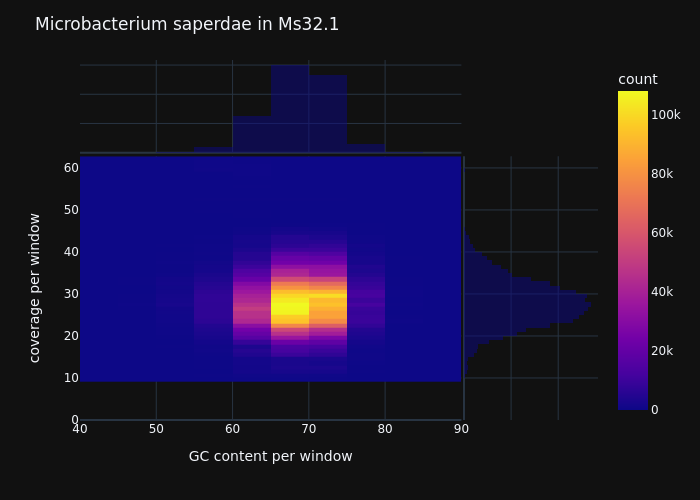 Microbacterium saperdae in Ms32.1
count
100k
80k
60k
40k
20k
0
60
50
40
30
20
10
0
coverage per window
40 50 60 70 80 90
GC content per window